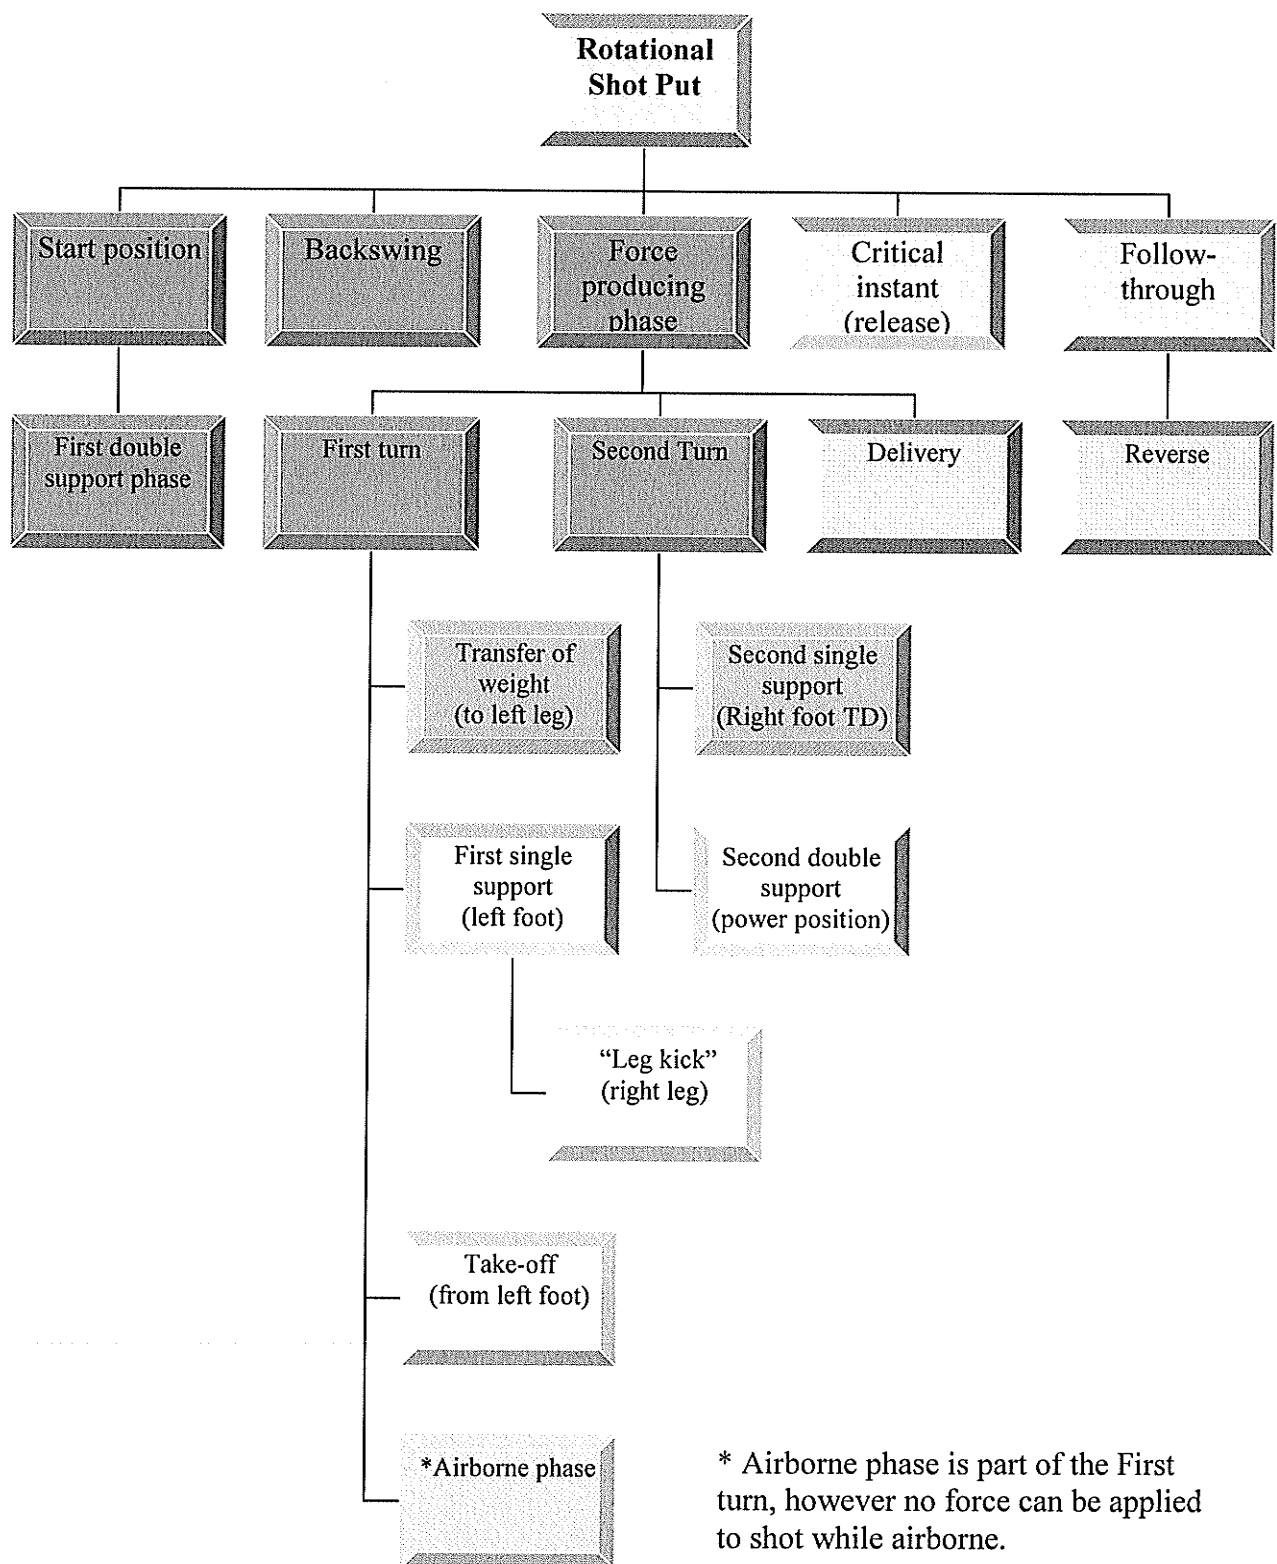 Rotational
Shot Put
Start position
Backswing
Force
producing
phase
Critical
instant
(release)
Follow-
through
First double
support phase
First turn
Second Turn
Delivery
Reverse
Transfer of
weight
(to left leg)
Second single
support
(Right foot TD)
First single
support
(left foot)
Second double
support
(power position)
“Leg kick”
(right leg)
Take-off
(from left foot)
*Airborne phase
* Airborne phase is part of the First
turn, however no force can be applied
to shot while airborne.